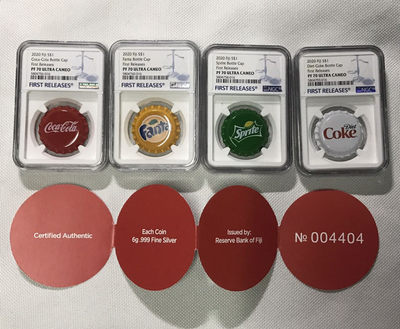 2020 FIJI S$1
Coca-Cola Bottle Cap
First Releases
PF 70 ULTRA CAMEO
FIRST RELEASES
Coca-Cola
2020 FIJI S$1
Fanta Bottle Cap
First Releases
PF 70 ULTRA CAMEO
FIRST RELEASES
Fanta
2020 FIJI S$1
Sprite Bottle Cap
First Releases
PF 70 ULTRA CAMEO
FIRST RELEASES
NGC
Sprite
2020 FIJI S$1
Diet Coke Bottle Cap
First Releases
PF 70 ULTRA CAMEO
FIRST RELEASES
NGC
Diet
Coke
Certified Authentic
Each Coin
6g .999 Fine Silver
Issued by:
Reserve Bank of Fiji
№ 004404